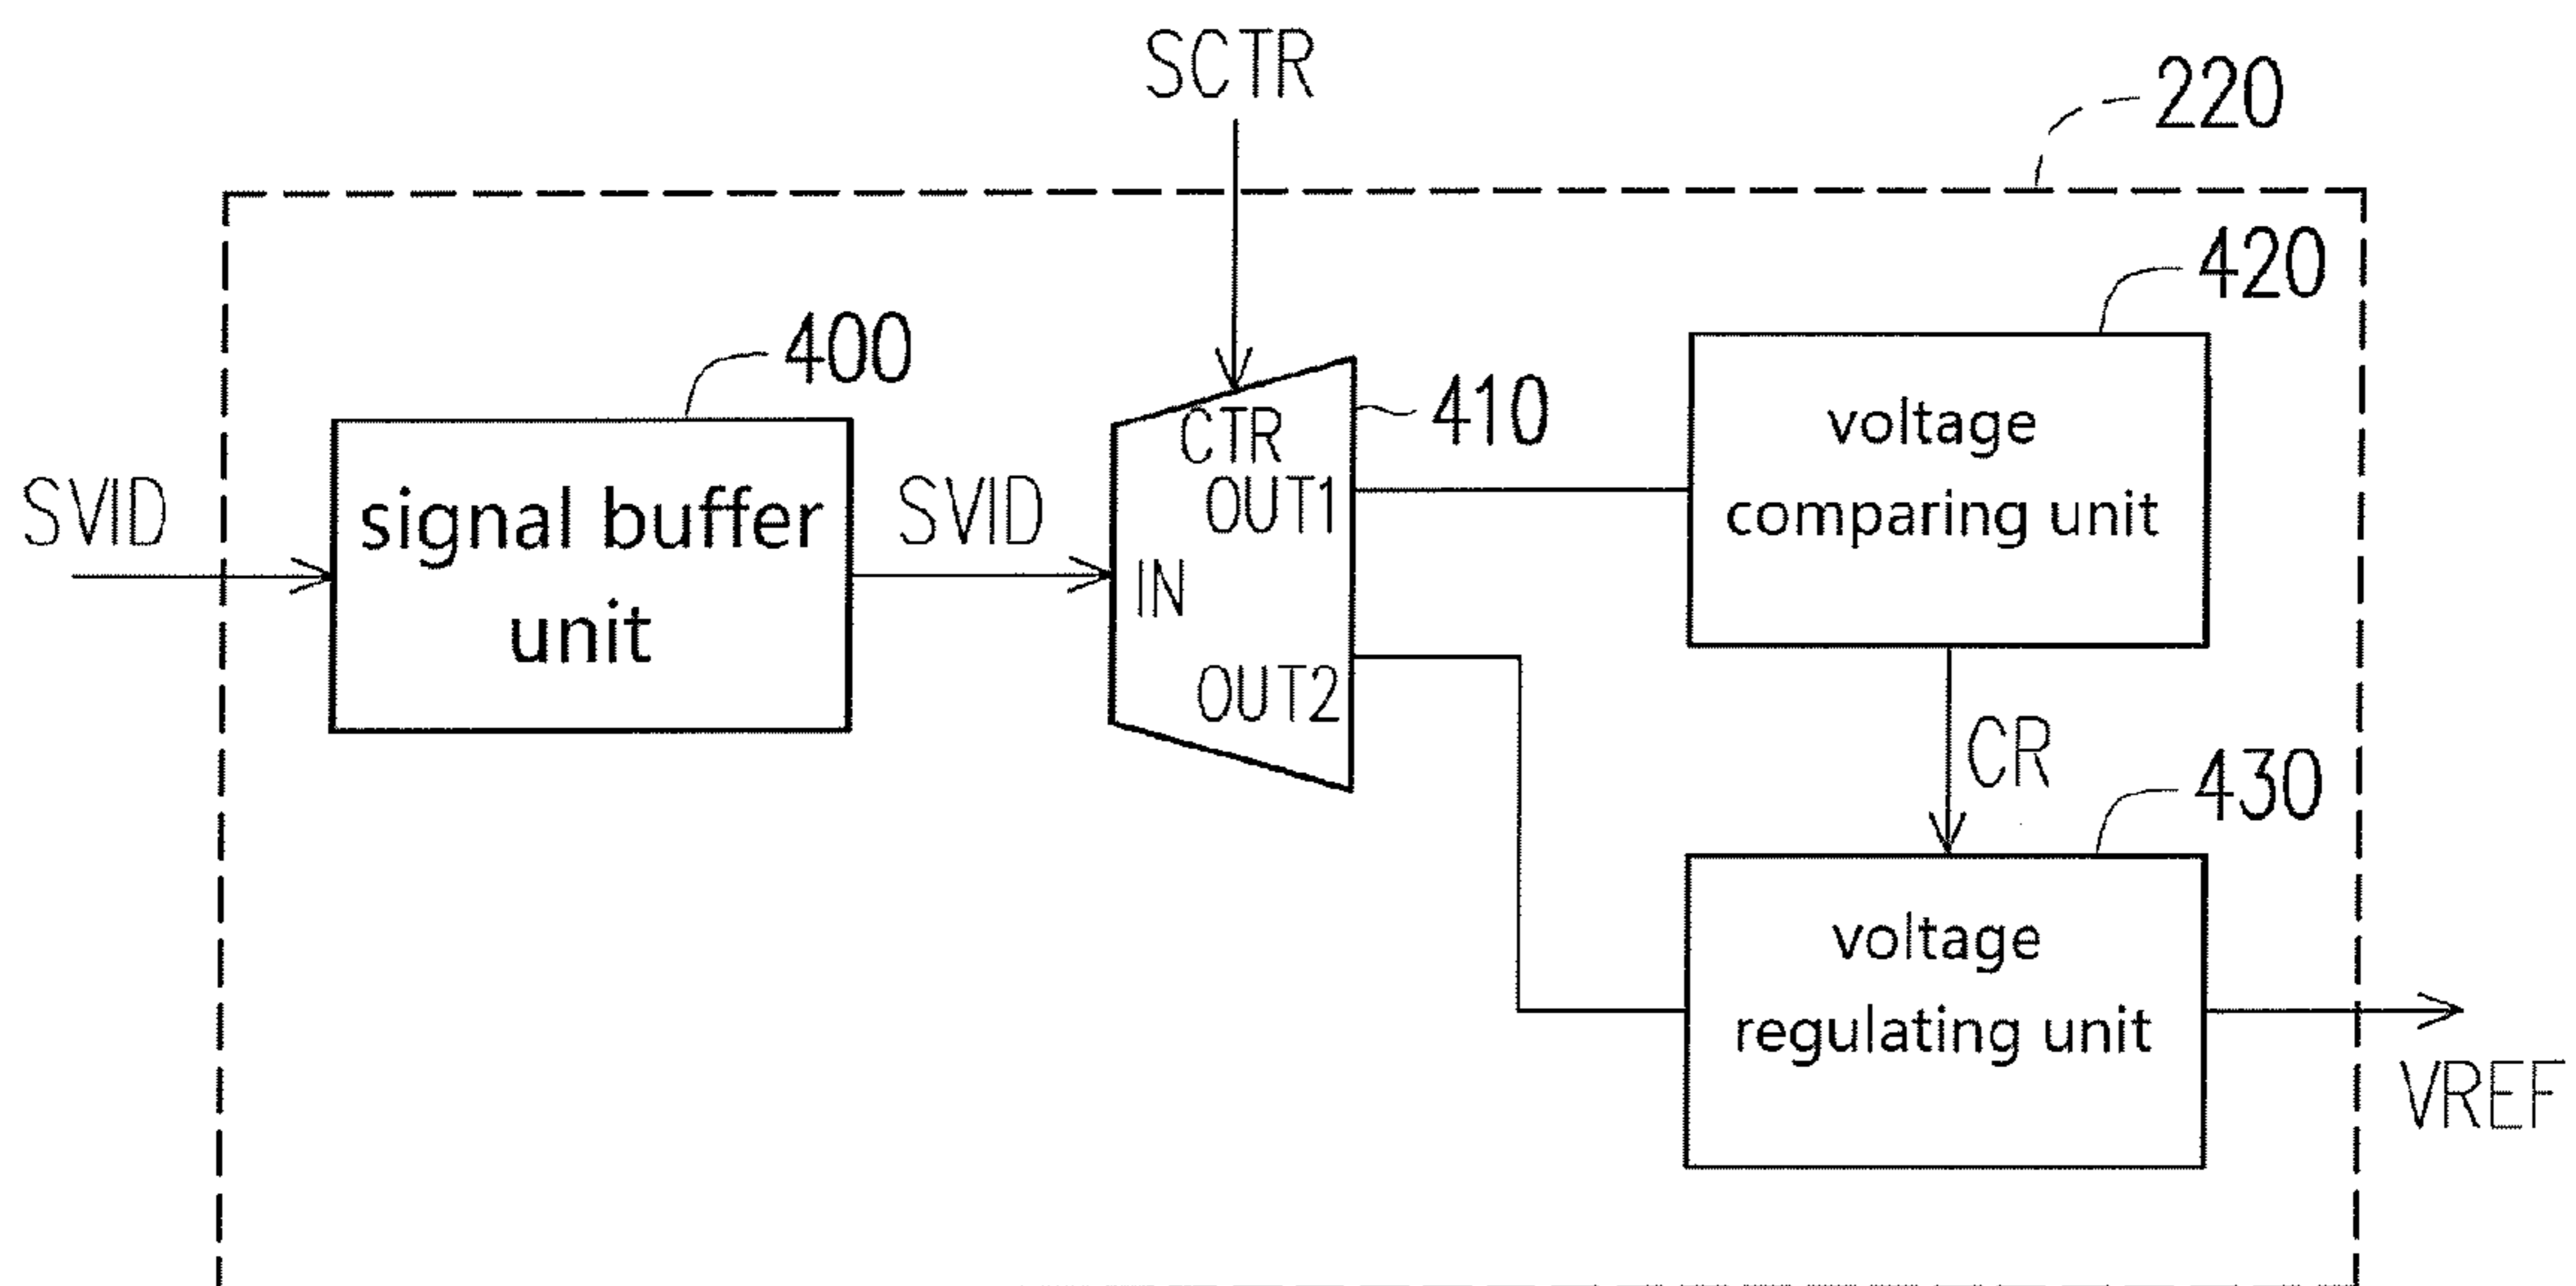 SCTR
220
420
400
410
CTR
voltage
comparing unit
SVID
signal buffer
unit
SVID
OUT1
IN
OUT2
CR
430
voltage
regulating unit
VREF